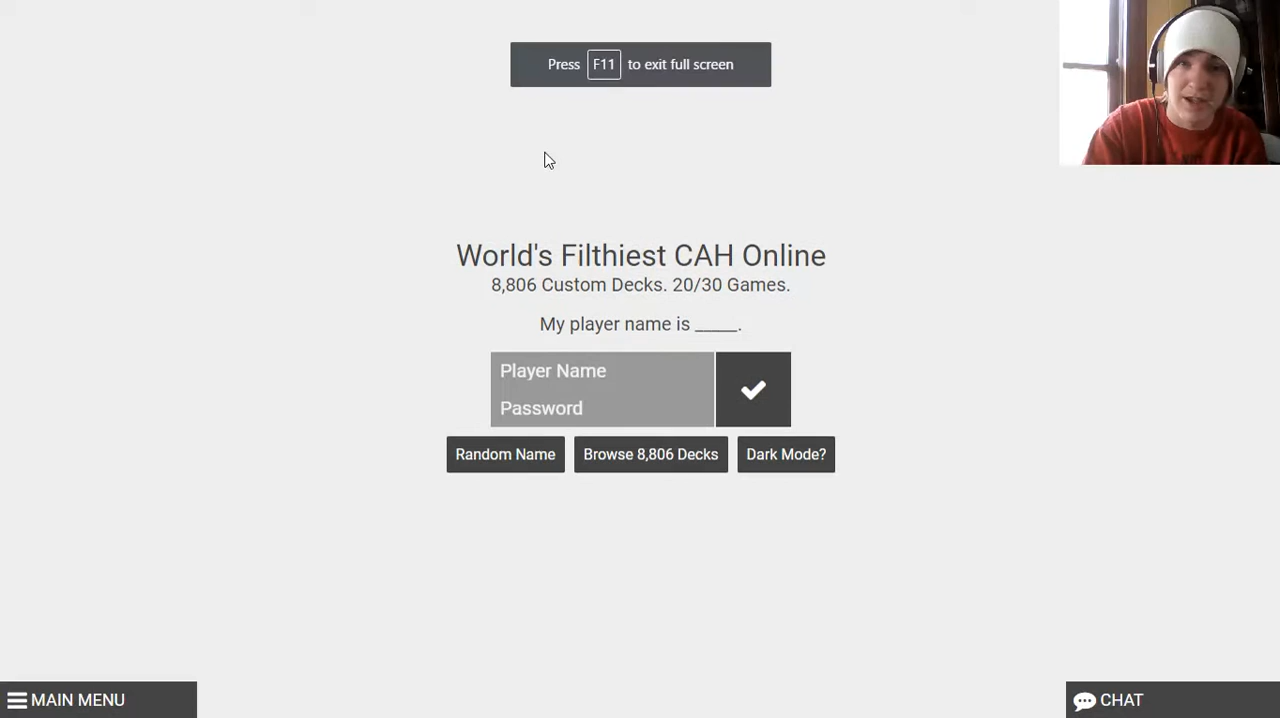 Press F11 to exit full screen
World's Filthiest CAH Online
8,806 Custom Decks. 20/30 Games.
My player name is _____.
Player Name
Password
Random Name
Browse 8,806 Decks
Dark Mode?
MAIN MENU
CHAT